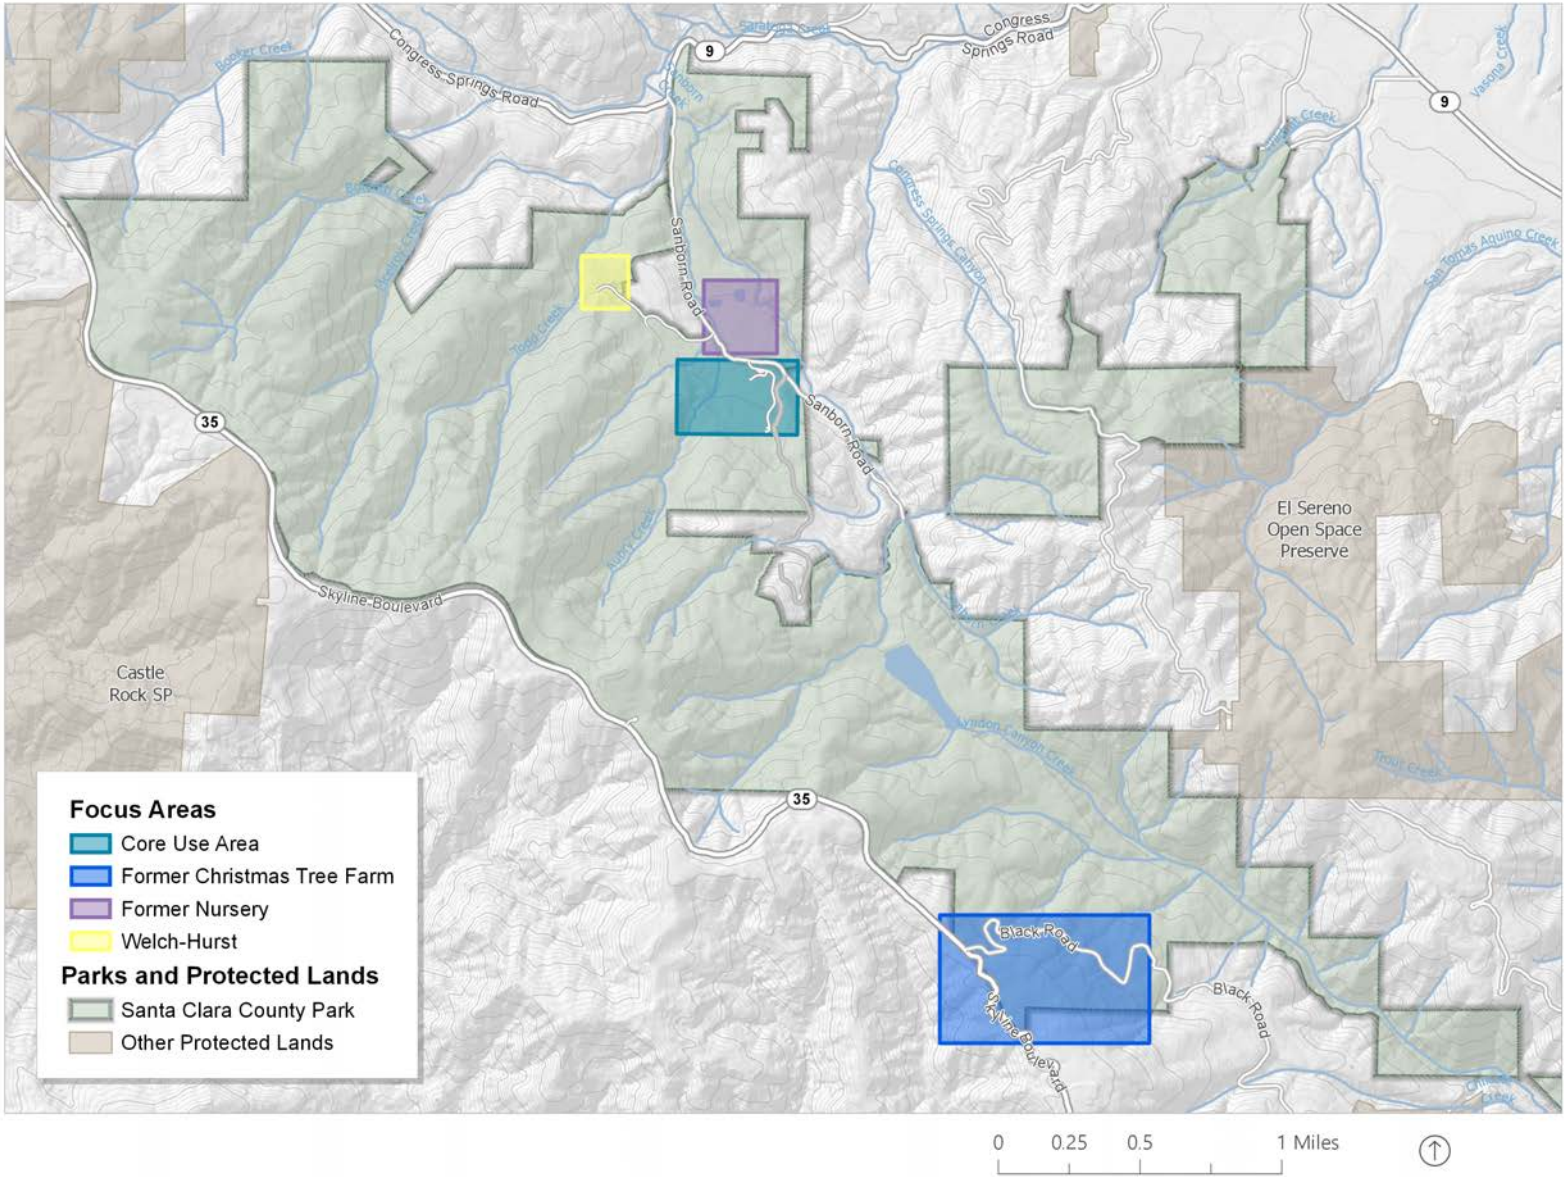 Booker Creek
Congress Springs Road
9
Saratoga Creek
Congress
Springs Road
Sanborn
Creek
9
Vasona Creek
Creek
Bonjetti Creek
Congress Springs Canyon
San Tomas Aquino Creek
Sanborn Road
Todd Creek
35
Sanborn Road
El Sereno
Open Space
Preserve
Aubry Creek
Skyline Boulevard
Castle
Rock SP
Lyndon Canyon Creek
Trout Creek
35
Focus Areas
Core Use Area
Former Christmas Tree Farm
Former Nursery
Welch-Hurst
Parks and Protected Lands
Santa Clara County Park
Other Protected Lands
Black Road
Black Road
Skyline Boulevard
Creek
0 0.25 0.5 1 Miles